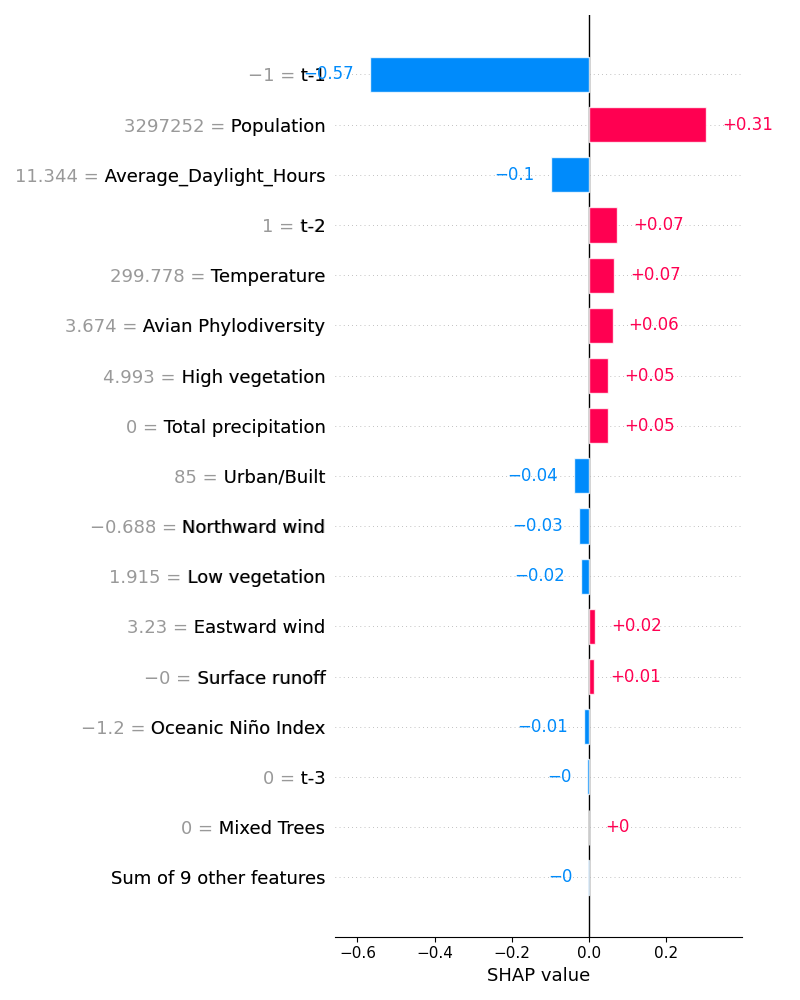 −1 = t-1 −0.57
3297252 = Population +0.31
11.344 = Average_Daylight_Hours −0.1
1 = t-2 +0.07
299.778 = Temperature +0.07
3.674 = Avian Phylodiversity +0.06
4.993 = High vegetation +0.05
0 = Total precipitation +0.05
85 = Urban/Built −0.04
−0.688 = Northward wind −0.03
1.915 = Low vegetation −0.02
3.23 = Eastward wind +0.02
−0 = Surface runoff +0.01
−1.2 = Oceanic Niño Index −0.01
0 = t-3 −0
0 = Mixed Trees +0
Sum of 9 other features −0
−0.6 −0.4 −0.2 0.0 0.2
SHAP value